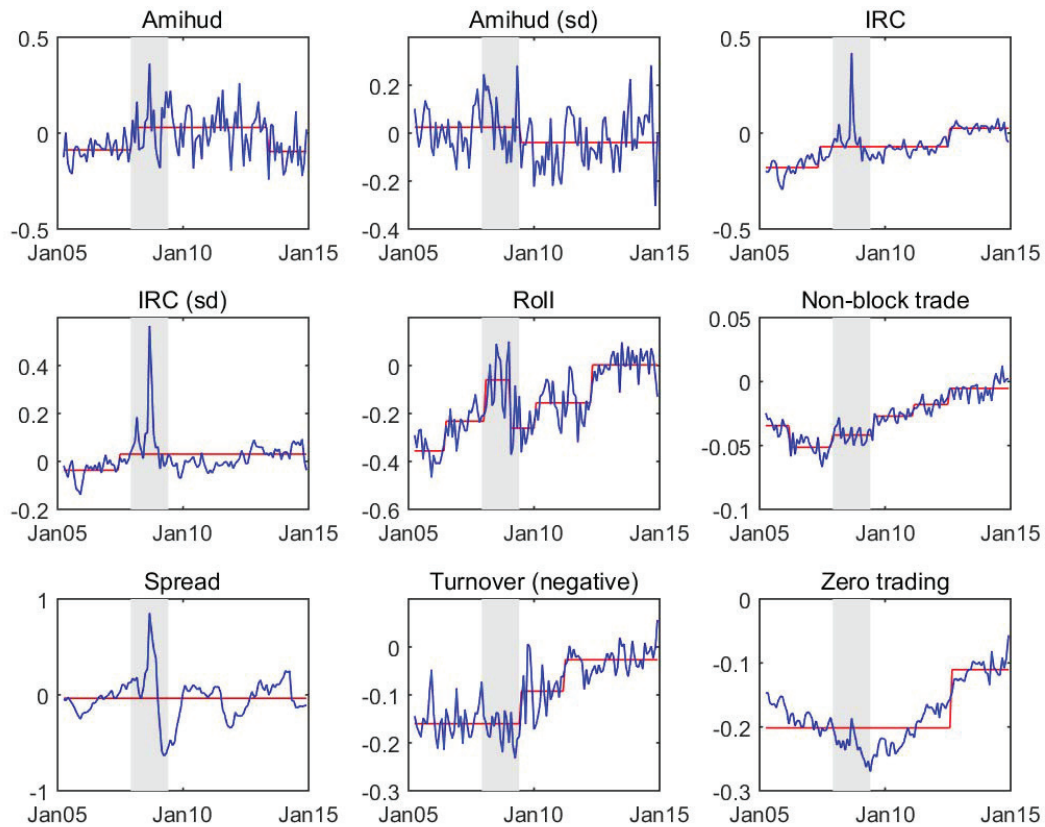 Amihud
0.5
0
-0.5
Jan05 Jan10 Jan15
Amihud (sd)
0.2
0
-0.2
-0.4
Jan05 Jan10 Jan15
IRC
0.5
0
-0.5
Jan05 Jan10 Jan15
IRC (sd)
0.4
0.2
0
-0.2
Jan05 Jan10 Jan15
Roll
0
-0.2
-0.4
-0.6
Jan05 Jan10 Jan15
Non-block trade
0.05
0
-0.05
-0.1
Jan05 Jan10 Jan15
Spread
1
0
-1
Jan05 Jan10 Jan15
Turnover (negative)
0
-0.1
-0.2
-0.3
Jan05 Jan10 Jan15
Zero trading
0
-0.1
-0.2
-0.3
Jan05 Jan10 Jan15